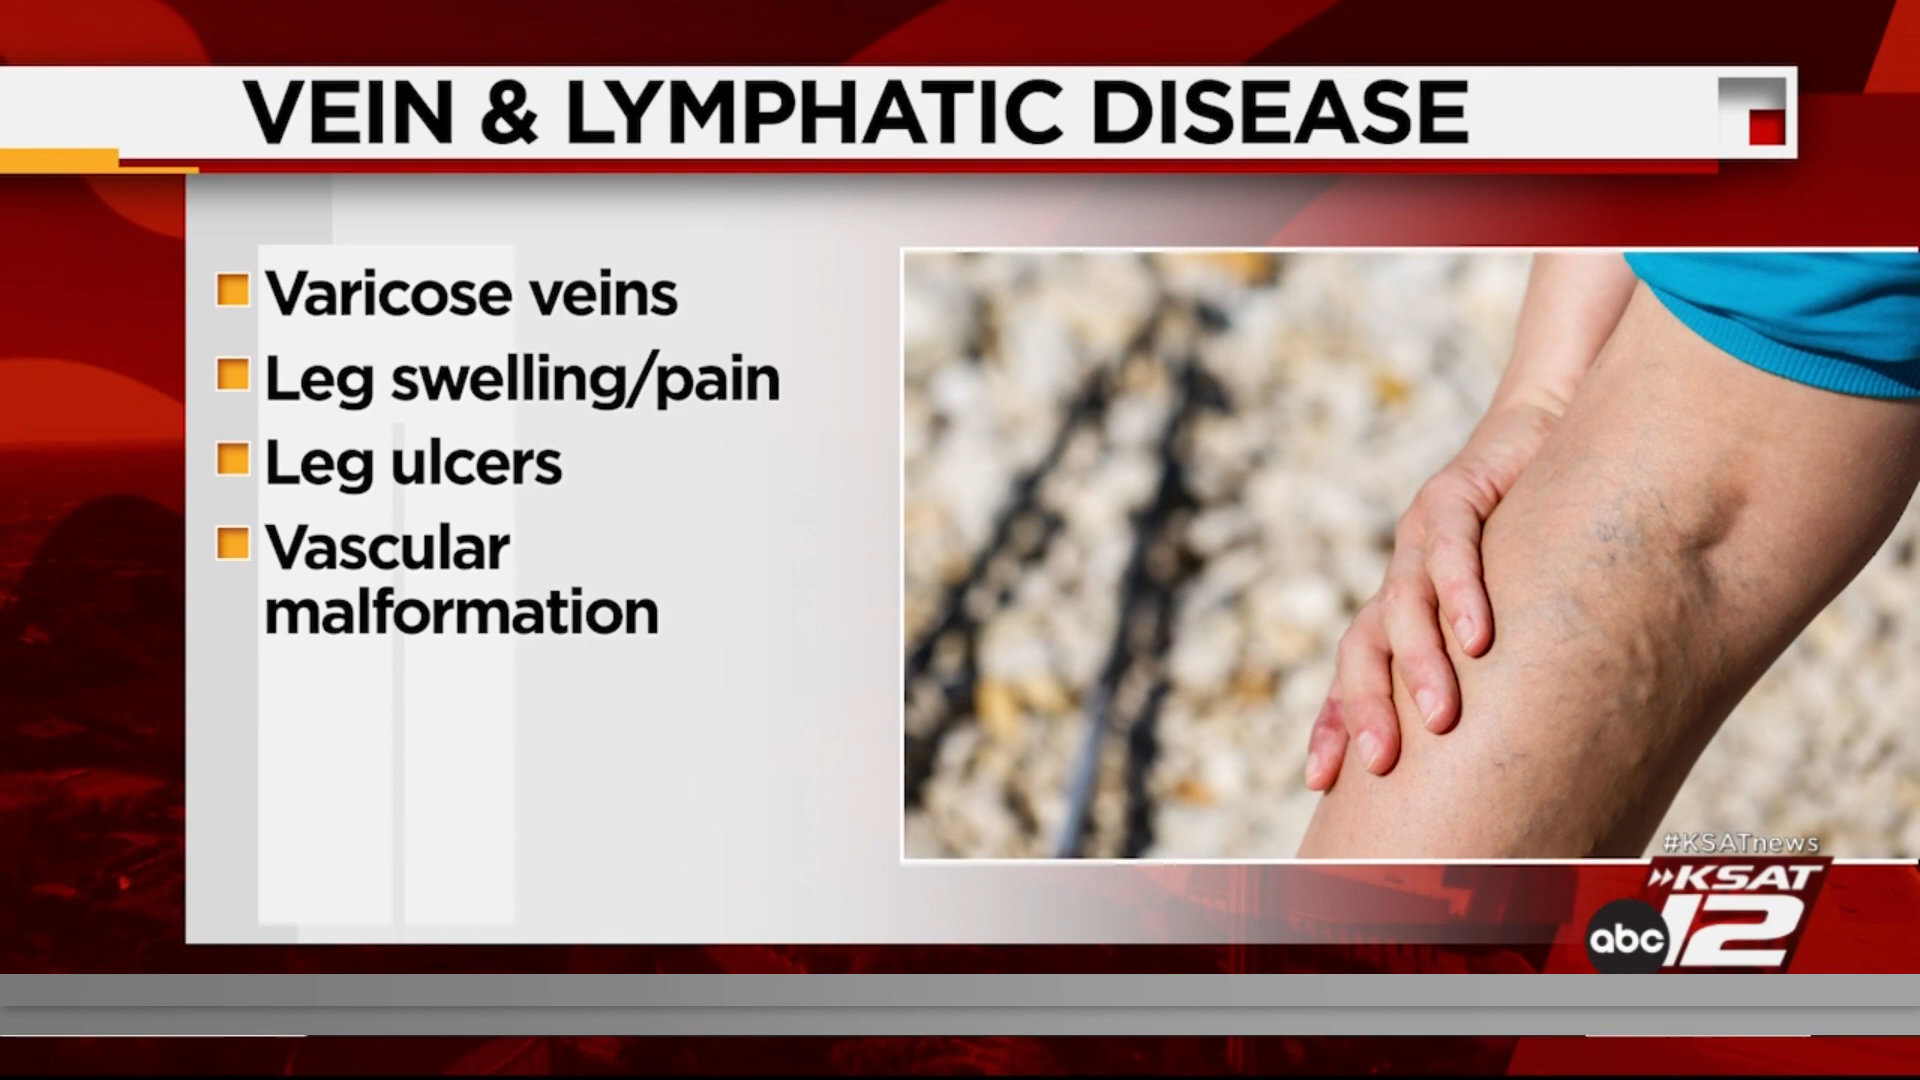 VEIN & LYMPHATIC DISEASE
Varicose veins
Leg swelling/pain
Leg ulcers
Vascular
malformation
#KSATnews
KSAT
abc 12